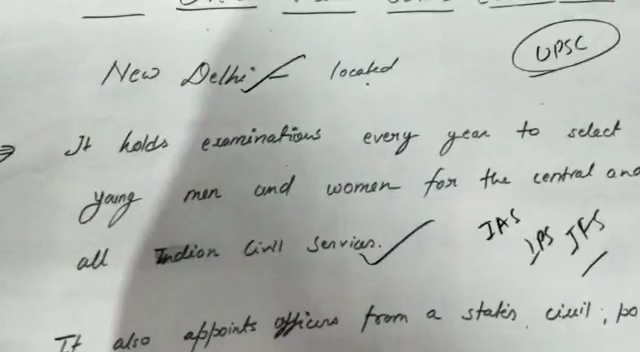 UPSC
New Delhi - located
It holds examinations every year to select
young men and women for the central and
all Indian Civil Services.
IAS
IPS IFS
It also appoints officers from a state's civil, po